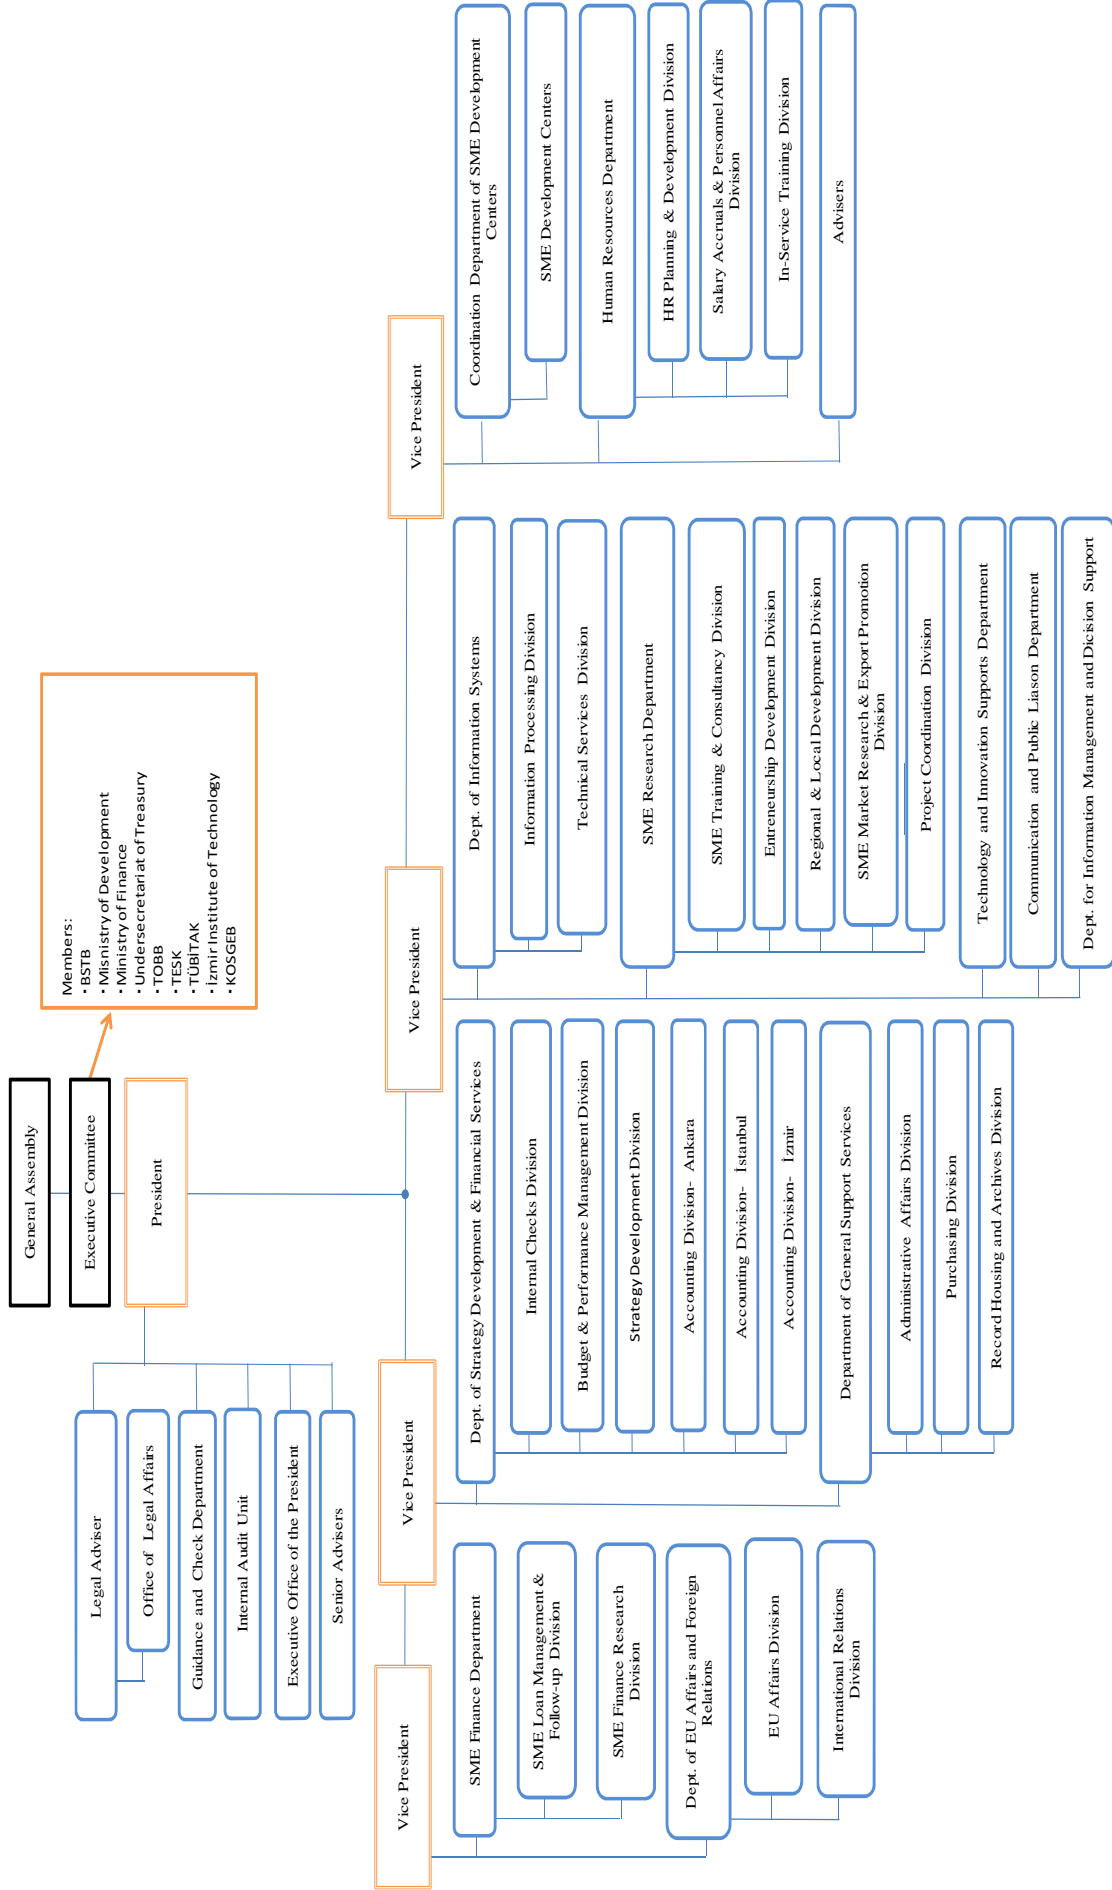 General Assembly
Executive Committee
President
Members:
• BSTB
• Misnistry of Development
• Ministry of Finance
• Undersecretariat of Treasury
• TOBB
• TESK
• TÜBİTAK
• İzmir Institute of Technology
• KOSGEB
Legal Adviser
Office of Legal Affairs
Guidance and Check Department
Internal Audit Unit
Executive Office of the President
Senior Advisers
Vice President
SME Finance Department
SME Loan Management &
Follow-up Division
SME Finance Research
Division
Dept. of EU Affairs and Foreign
Relations
EU Affairs Division
International Relations
Division
Vice President
Dept. of Strategy Development & Financial Services
Internal Checks Division
Budget & Performance Management Division
Strategy Development Division
Accounting Division- Ankara
Accounting Division- İstanbul
Accounting Division- İzmir
Department of General Support Services
Administrative Affairs Division
Purchasing Division
Record Housing and Archives Division
Vice President
Dept. of Information Systems
Information Processing Division
Technical Services Division
SME Research Department
SME Training & Consultancy Division
Entreneurship Development Division
Regional & Local Development Division
SME Market Research & Export Promotion
Division
Project Coordination Division
Technology and Innovation Supports Department
Communication and Public Liason Department
Dept. for Information Management and Dicision Support
Vice President
Coordination Department of SME Development
Centers
SME Development Centers
Human Resources Department
HR Planning & Development Division
Salary Accruals & Personnel Affairs
Division
In-Service Training Division
Advisers